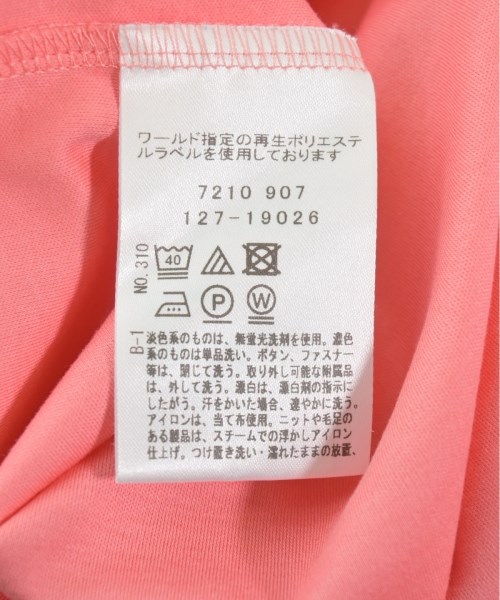 ワールド指定の再生ポリエステ
ルラベルを使用しております
7210 907
127-19026
NO.310
40
P
W
B-1
淡色系のものは、無蛍光洗剤を使用。濃色
系のものは単品洗い。ボタン、ファスナー
等は、閉じて洗う。取り外し可能な附属品
は、外して洗う。漂白は、漂白剤の指示に
したがう。汗をかいた場合、速やかに洗う。
アイロンは、当て布使用。ニットや毛足の
ある製品は、スチームでの浮かしアイロン
仕上げ。つけ置き洗い・濡れたままの放置、